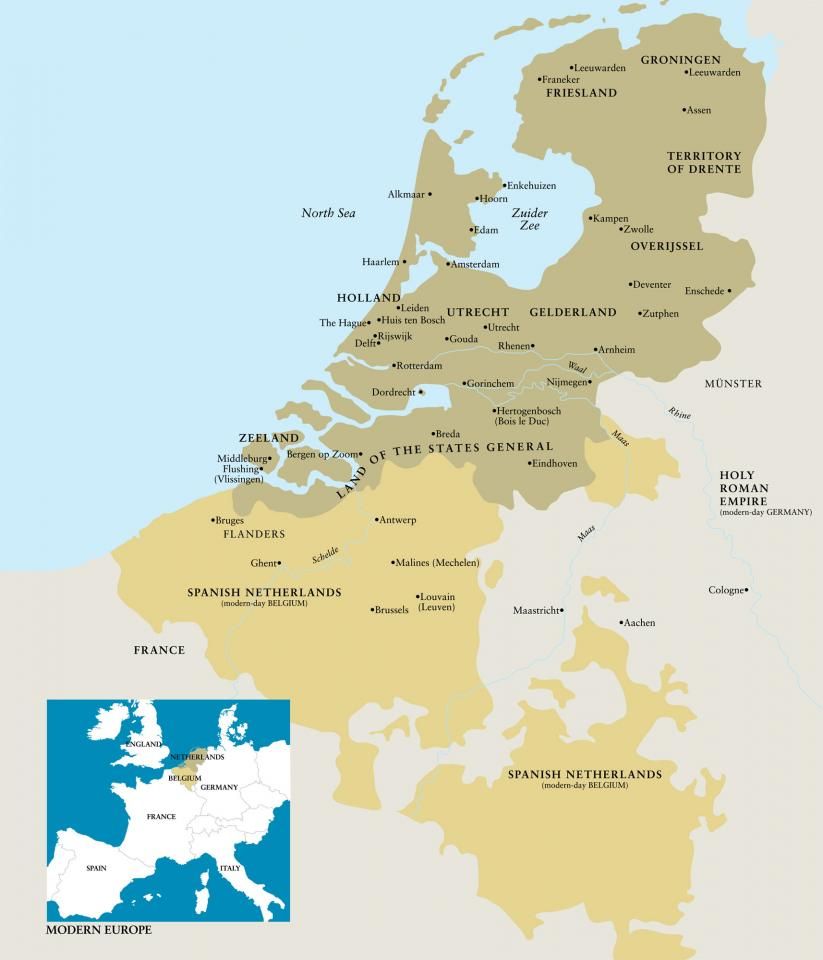 GRONINGEN
Leeuwarden
Leeuwarden
Franeker
FRIESLAND
Assen
TERRITORY
OF DRENTE
Enkehuizen
Alkmaar
Hoorn
North Sea
Zuider
Zee
Kampen
Zwolle
Edam
OVERIJSSEL
Haarlem
Amsterdam
Deventer
Enschede
HOLLAND
Leiden
UTRECHT
GELDERLAND
Zutphen
The Hague
Huis ten Bosch
Utrecht
Rijswijk
Delft
Gouda
Rhenen
Arnheim
Rotterdam
Waal
Gorinchem
Nijmegen
MÜNSTER
Dordrecht
Rhine
Hertogenbosch
(Bois le Duc)
ZEELAND
Breda
Maas
Middleburg
Bergen op Zoom
LAND OF THE STATES GENERAL
Flushing
(Vlissingen)
Eindhoven
HOLY
ROMAN
EMPIRE
(modern-day GERMANY)
Bruges
Antwerp
FLANDERS
Maas
Schelde
Ghent
Malines (Mechelen)
SPANISH NETHERLANDS
(modern-day BELGIUM)
Louvain
(Leuven)
Brussels
Maastricht
Cologne
Aachen
FRANCE
ENGLAND
NETHERLANDS
BELGIUM
GERMANY
FRANCE
SPAIN
ITALY
MODERN EUROPE
SPANISH NETHERLANDS
(modern-day BELGIUM)